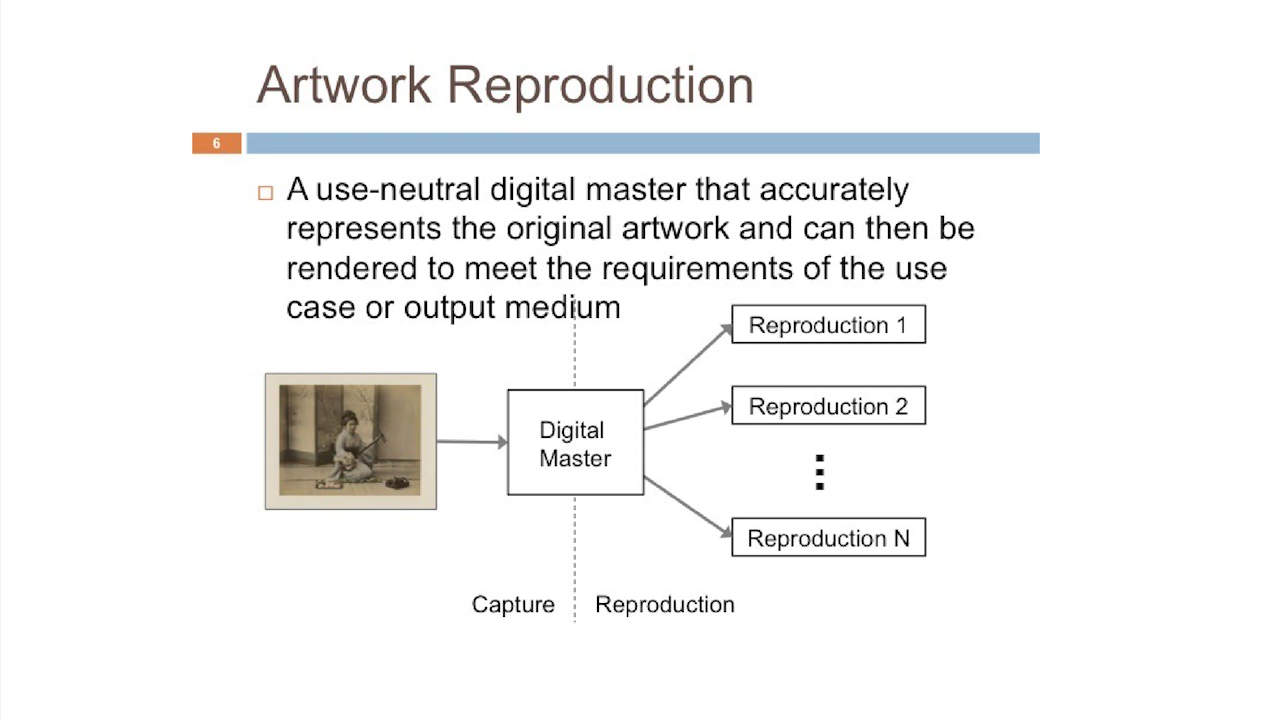 Artwork Reproduction
6
A use-neutral digital master that accurately
represents the original artwork and can then be
rendered to meet the requirements of the use
case or output medium
Reproduction 1
Reproduction 2
Digital
Master
Reproduction N
Capture
Reproduction